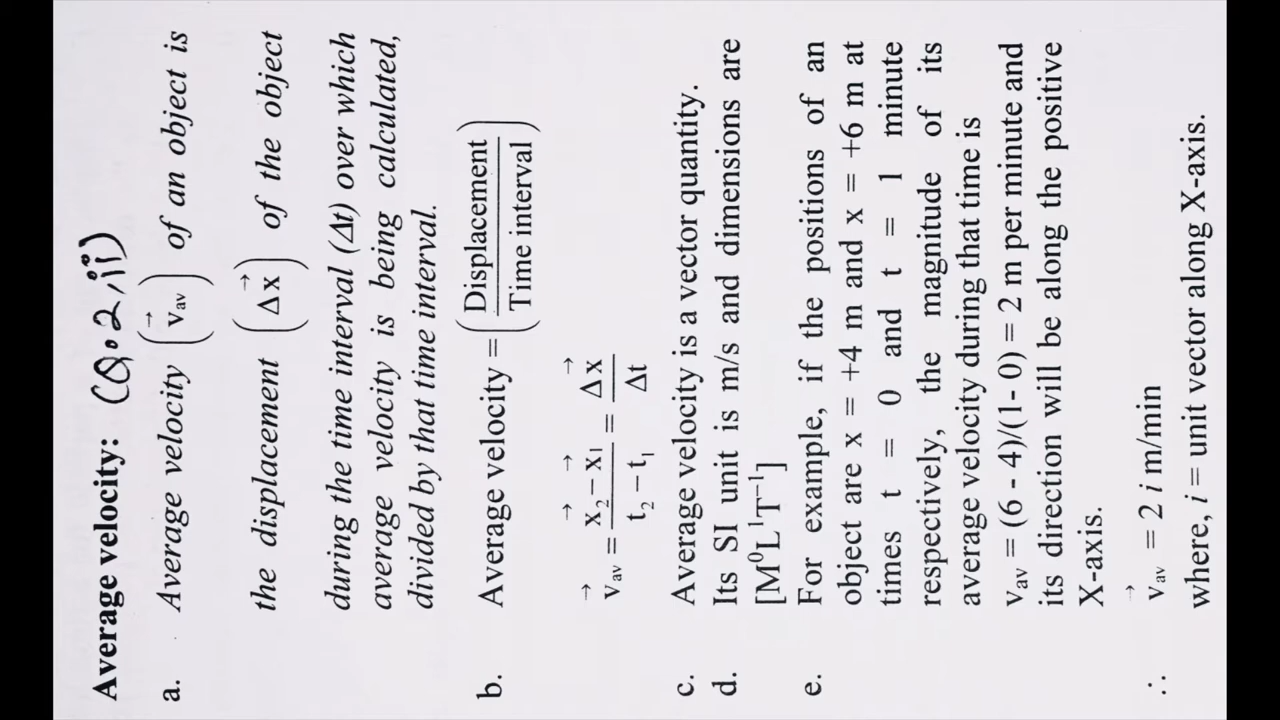 Average velocity: (Q.2,ii)
a. Average velocity (v⃗av) of an object is
the displacement (Δx⃗) of the object
during the time interval (Δt) over which
average velocity is being calculated,
divided by that time interval.
b. Average velocity = (Displacement / Time interval)
v⃗av = (x⃗₂ − x⃗₁) / (t₂ − t₁) = Δx⃗ / Δt
c. Average velocity is a vector quantity.
d. Its SI unit is m/s and dimensions are
[M⁰L¹T⁻¹]
e. For example, if the positions of an
object are x = +4 m and x = +6 m at
times t = 0 and t = 1 minute
respectively, the magnitude of its
average velocity during that time is
vav = (6 - 4)/(1- 0) = 2 m per minute and
its direction will be along the positive
X-axis.
∴ v⃗av = 2 i m/min
where, i = unit vector along X-axis.